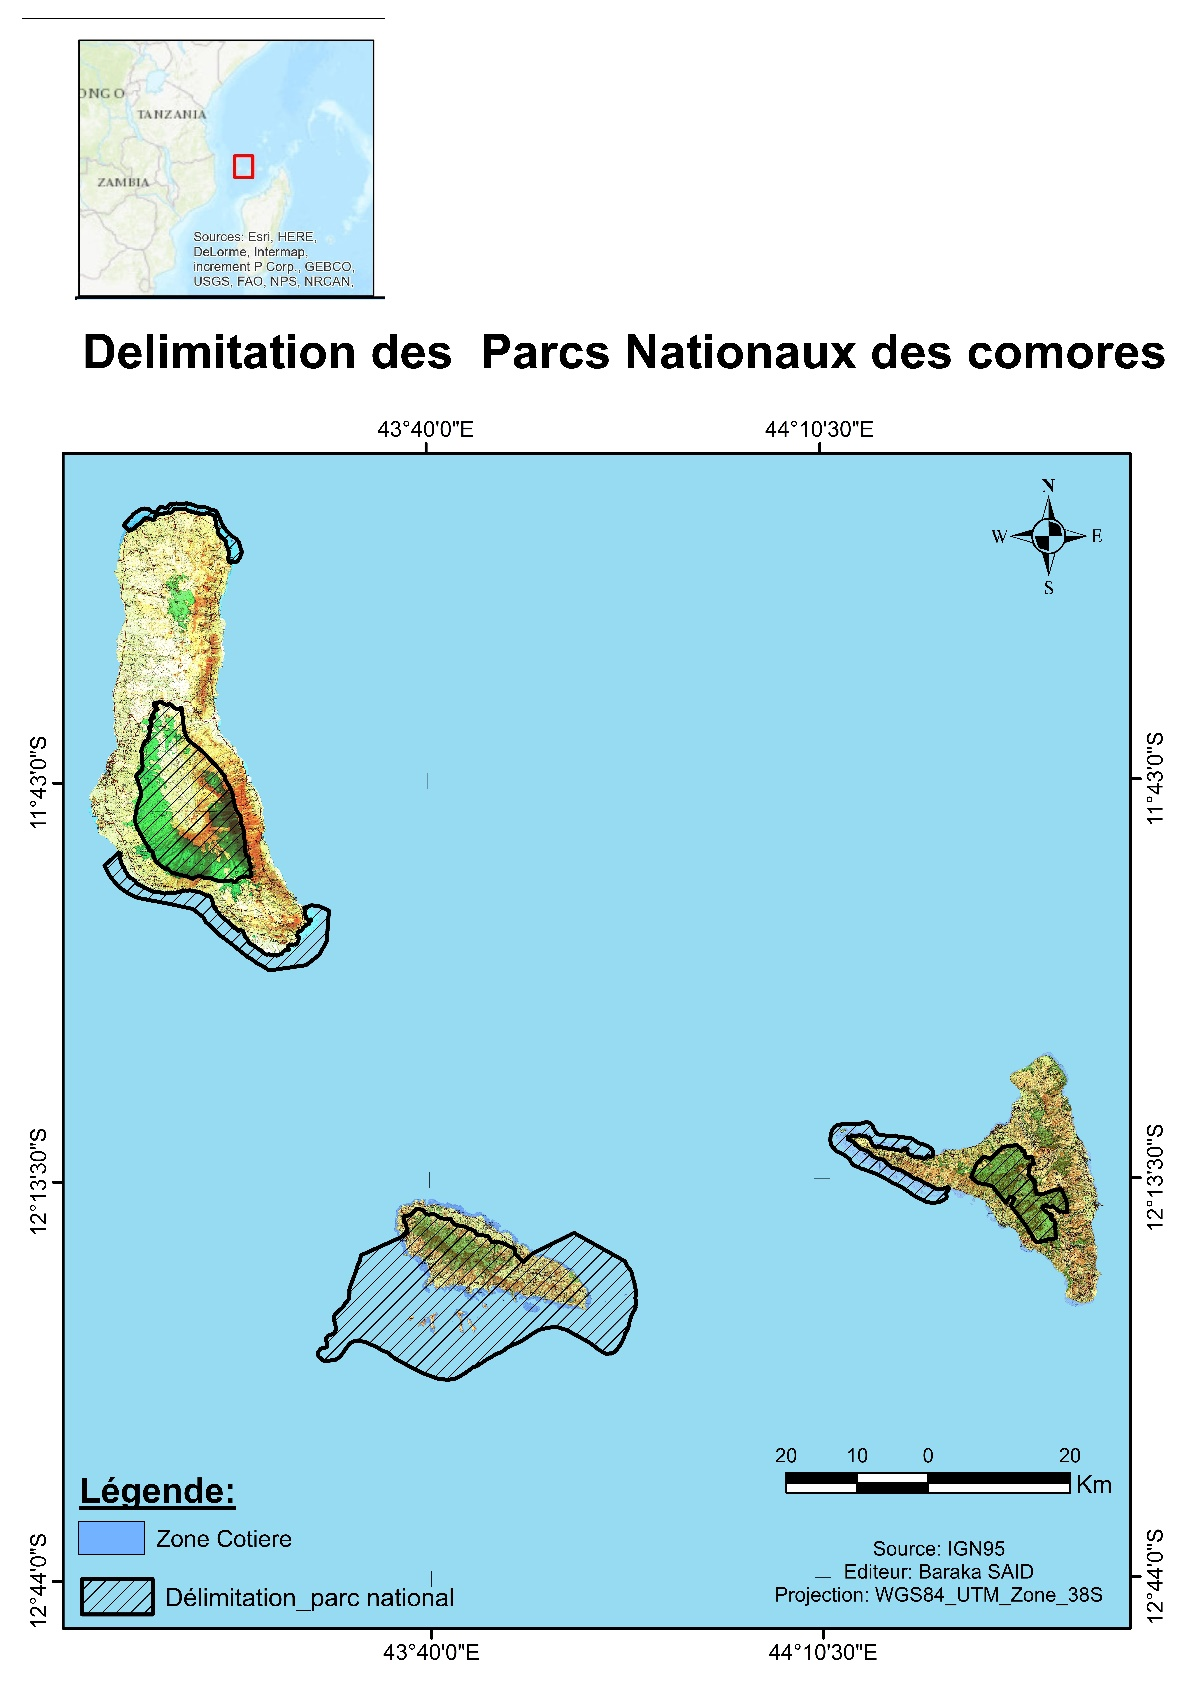 ONGO
TANZANIA
ZAMBIA
Sources: Esri, HERE,
DeLorme, Intermap,
increment P Corp., GEBCO,
USGS, FAO, NPS, NRCAN,
Delimitation des Parcs Nationaux des comores
43°40'0"E
44°10'30"E
N
W
E
S
11°43'0"S
11°43'0"S
12°13'30"S
12°13'30"S
20
10
0
20
Km
Légende:
Zone Cotiere
Délimitation_parc national
Source: IGN95
Editeur: Baraka SAID
Projection: WGS84_UTM_Zone_38S
12°44'0"S
12°44'0"S
43°40'0"E
44°10'30"E